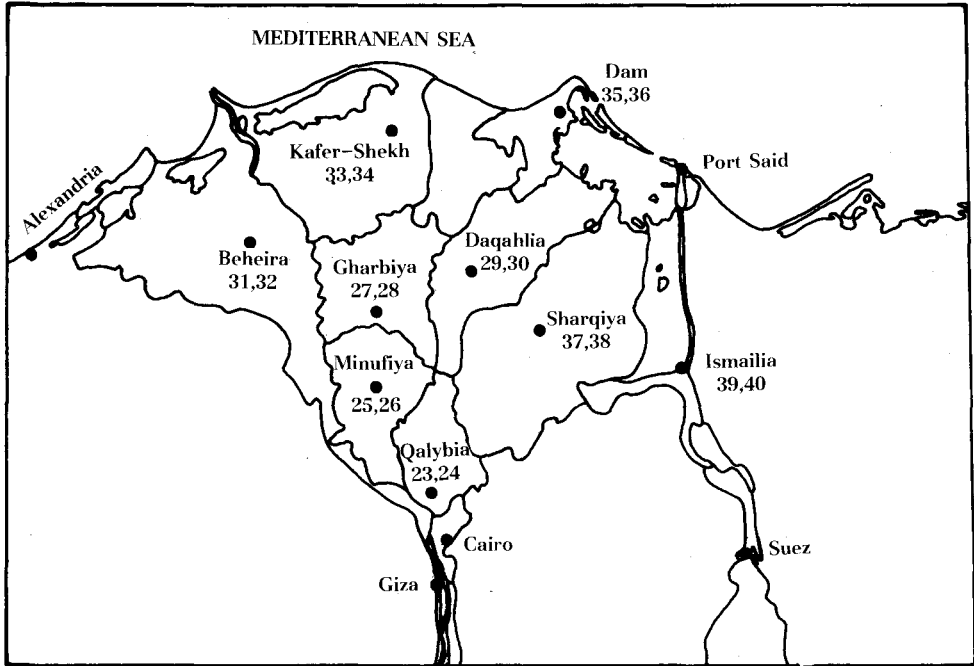 MEDITERRANEAN SEA
Dam
35,36
Kafer-Shekh
33,34
Port Said
Alexandria
Beheira
31,32
Gharbiya
27,28
Daqahlia
29,30
Sharqiya
37,38
Minufiya
25,26
Ismailia
39,40
Qalybia
23,24
Cairo
Suez
Giza